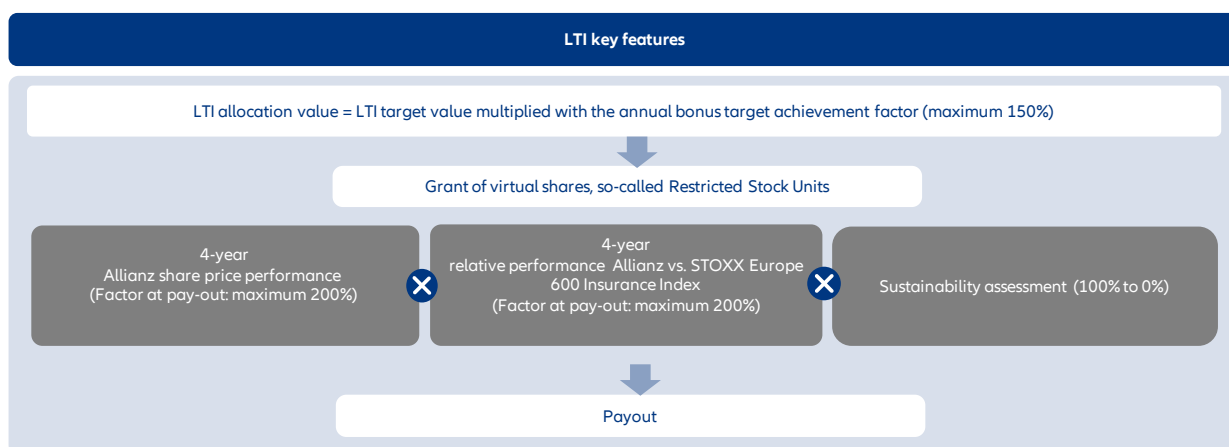 LTI key features
LTI allocation value = LTI target value multiplied with the annual bonus target achievement factor (maximum 150%)
Grant of virtual shares, so-called Restricted Stock Units
4-year
Allianz share price performance
(Factor at pay-out: maximum 200%)
4-year
relative performance Allianz vs. STOXX Europe
600 Insurance Index
(Factor at pay-out: maximum 200%)
Sustainability assessment (100% to 0%)
Payout